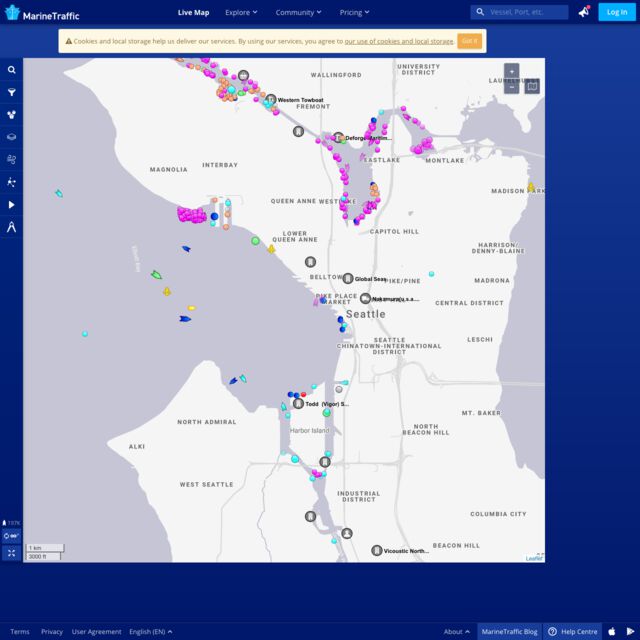 MarineTraffic
Live Map
Explore
Community
Pricing
Vessel, Port, etc.
Log In
Cookies and local storage help us deliver our services. By using our services, you agree to our use of cookies and local storage.
Got it
WALLINGFORD
UNIVERSITY
DISTRICT
Western Towboat
FREMONT
INTERBAY
MAGNOLIA
EASTLAKE
MONTLAKE
QUEEN ANNE
MADISON PARK
CAPITOL HILL
LOWER
QUEEN ANNE
HARRISON/
DENNY-BLAINE
Elliott Bay
BELLTOWN
Global Seas
PIKE/PINE
MADRONA
PIKE PLACE
MARKET
CENTRAL DISTRICT
Seattle
SEATTLE
CHINATOWN-INTERNATIONAL
DISTRICT
LESCHI
Todd (Vigor) S...
MT. BAKER
NORTH ADMIRAL
Harbor Island
NORTH
BEACON HILL
ALKI
WEST SEATTLE
INDUSTRIAL
DISTRICT
COLUMBIA CITY
BEACON HILL
Vicoustic North...
197K
1 km
3000 ft
Leaflet
Terms
Privacy
User Agreement
English (EN)
About
MarineTraffic Blog
Help Centre